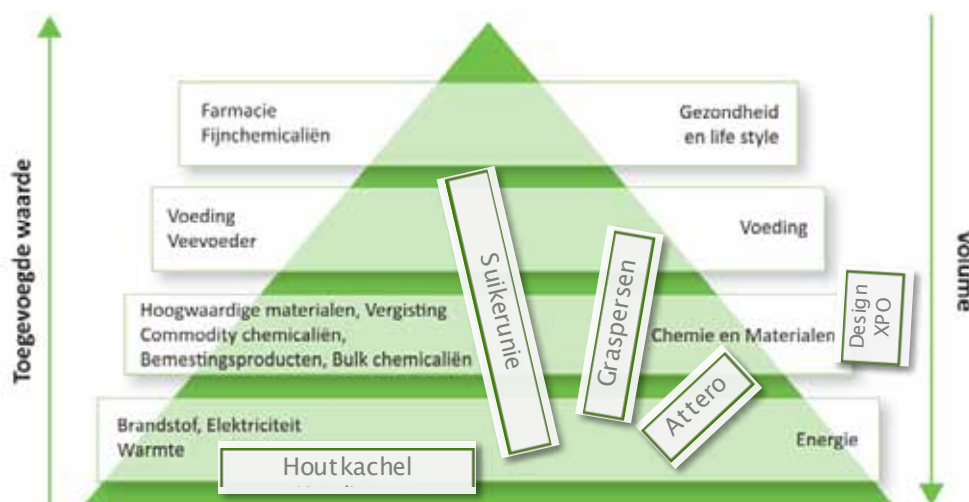 Toegevoegde waarde
Farmacie
Fijnchemicaliën
Gezondheid
en life style
Voeding
Veevoeder
Voeding
Hoogwaardige materialen, Vergisting
Commodity chemicaliën,
Bemestingsproducten, Bulk chemicaliën
Chemie en Materialen
Brandstof, Elektriciteit
Warmte
Energie
Suikerunie
Graspersen
Attero
Design
XPO
Houtkachel
Volume